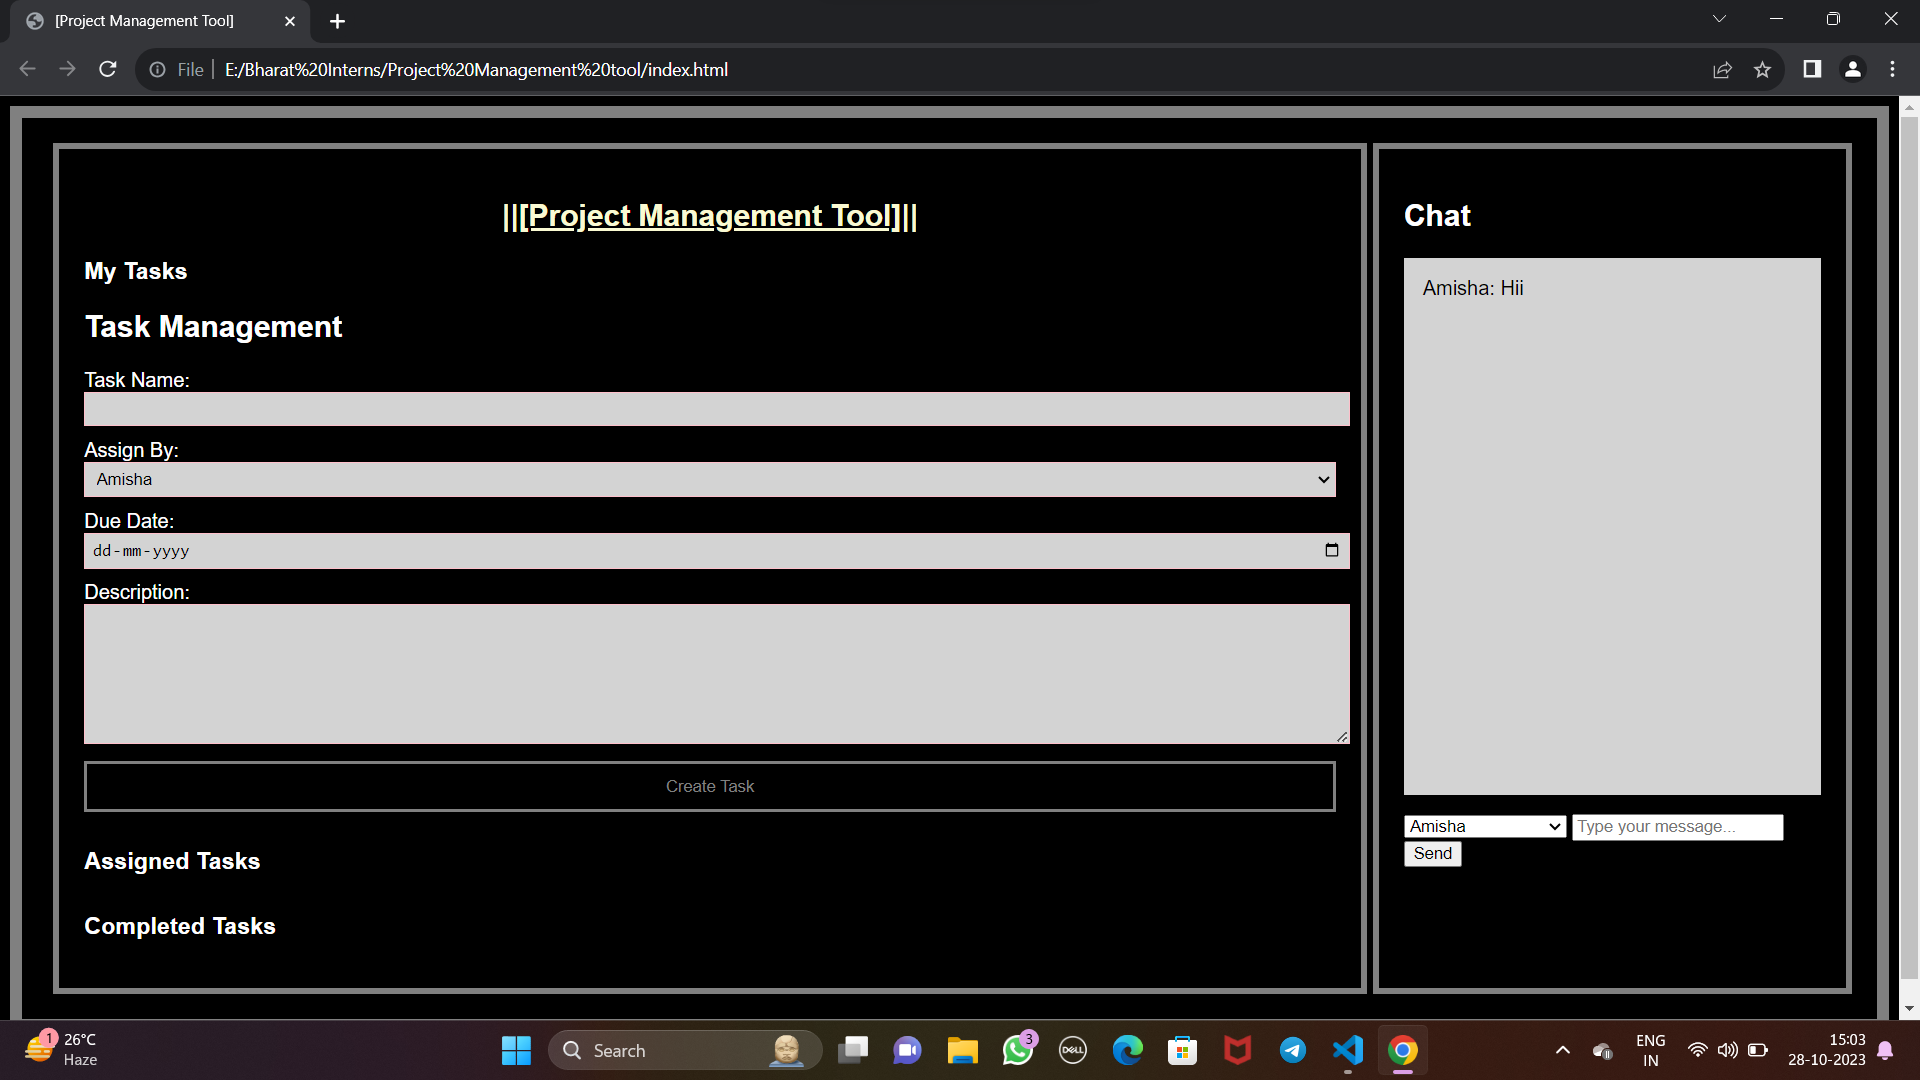 [Project Management Tool]
File
E:/Bharat%20Interns/Project%20Management%20tool/index.html
||[Project Management Tool]||
My Tasks
Task Management
Task Name:
Assign By:
Amisha
Due Date:
dd-mm-yyyy
Description:
Create Task
Assigned Tasks
Completed Tasks
Chat
Amisha: Hii
Amisha
Type your message...
Send
1
26°C
Haze
Search
3
DELL
ENG
IN
15:03
28-10-2023